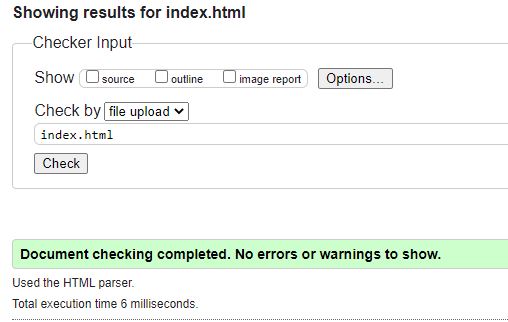 Showing results for index.html
Checker Input
Show source outline image report Options...
Check by file upload
index.html
Check
Document checking completed. No errors or warnings to show.
Used the HTML parser.
Total execution time 6 milliseconds.